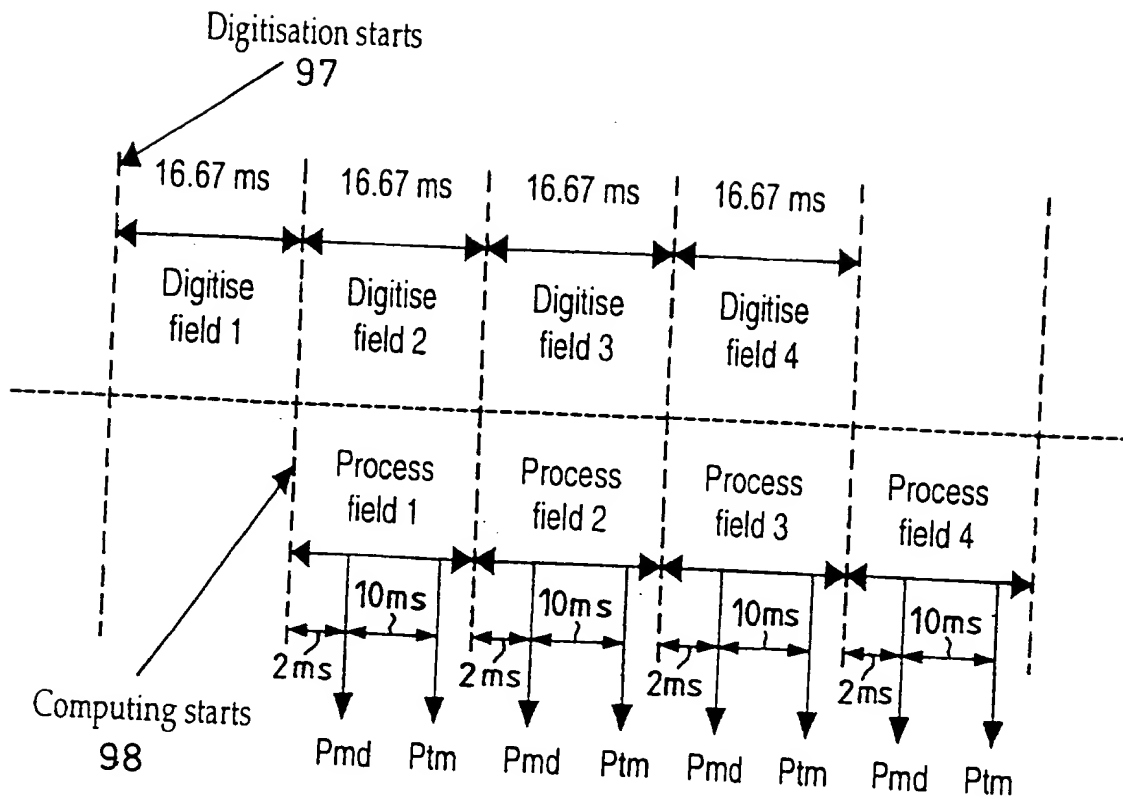 Digitisation starts
97
16.67 ms 16.67 ms 16.67 ms 16.67 ms
Digitise field 1
Digitise field 2
Digitise field 3
Digitise field 4
Process field 1
Process field 2
Process field 3
Process field 4
10ms 10ms 10ms 10ms
2ms 2ms 2ms 2ms
Computing starts
98
Pmd Ptm Pmd Ptm Pmd Ptm Pmd Ptm